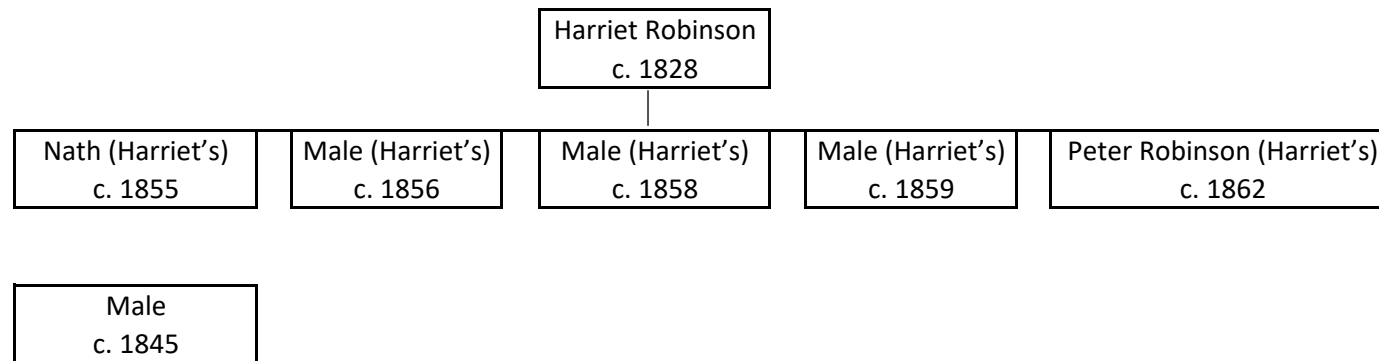 Harriet Robinson
c. 1828
Nath (Harriet’s)
c. 1855
Male (Harriet’s)
c. 1856
Male (Harriet’s)
c. 1858
Male (Harriet’s)
c. 1859
Peter Robinson (Harriet’s)
c. 1862
Male
c. 1845